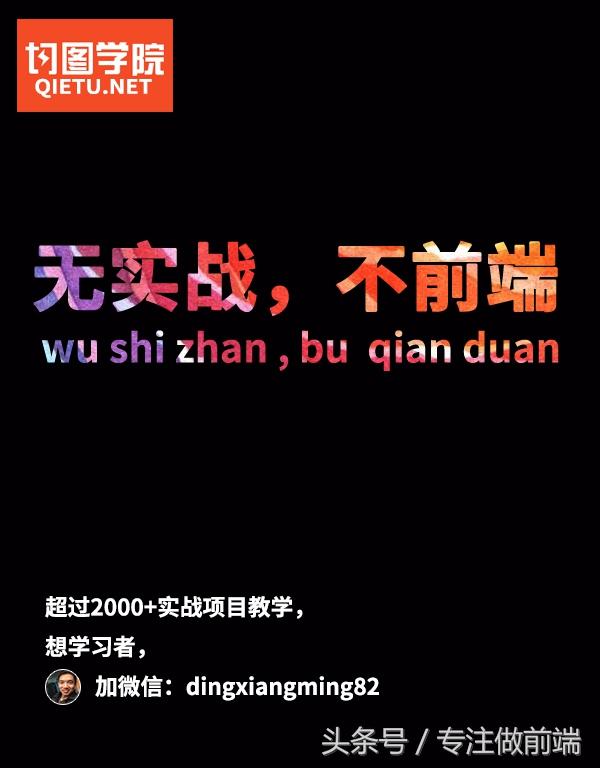 切图学院
QIETU.NET
无实战，不前端
wu shi zhan , bu qian duan
超过2000+实战项目教学，
想学习者，
加微信：dingxiangming82
头条号 / 专注做前端